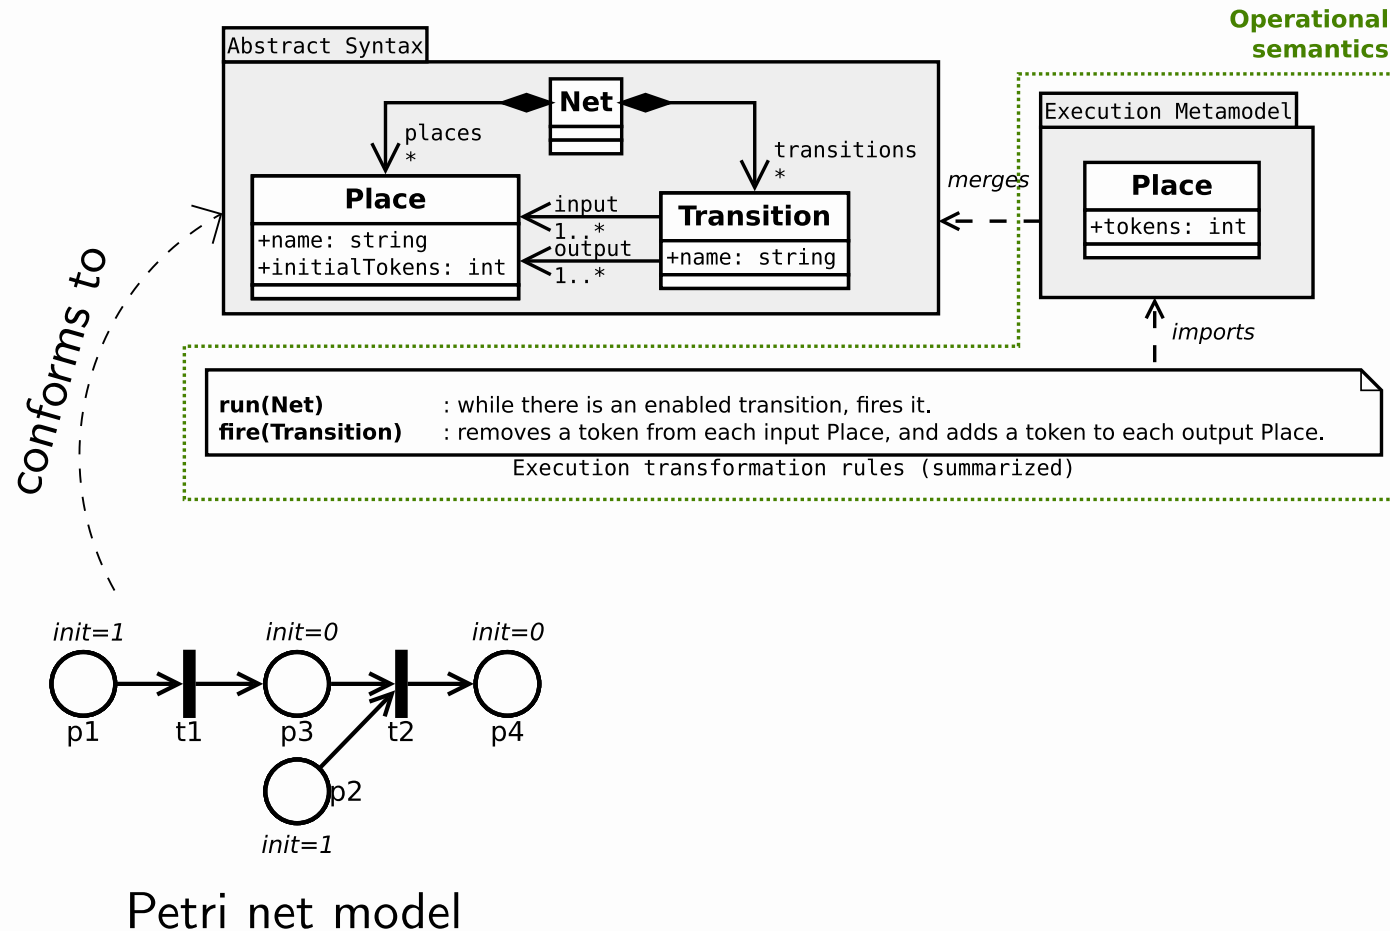 Operational
semantics
Abstract Syntax
Net
places
*
transitions
*
Place
+name: string
+initialTokens: int
input
1..*
output
1..*
Transition
+name: string
merges
Execution Metamodel
Place
+tokens: int
imports
conforms to
run(Net) : while there is an enabled transition, fires it.
fire(Transition) : removes a token from each input Place, and adds a token to each output Place.
Execution transformation rules (summarized)
init=1
init=0
init=0
p1
t1
p3
t2
p4
p2
init=1
Petri net model